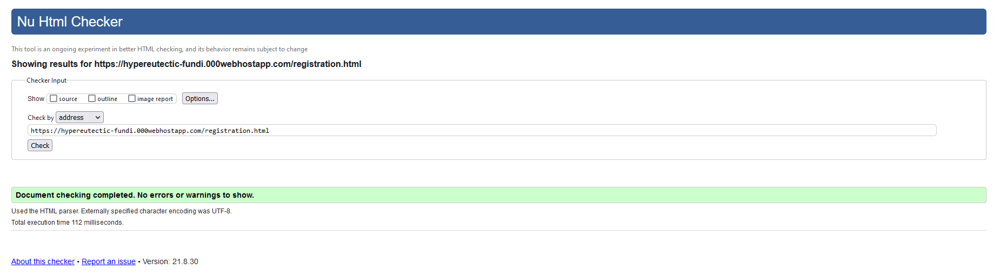 Nu Html Checker
This tool is an ongoing experiment in better HTML checking, and its behavior remains subject to change
Showing results for https://hypereutectic-fundi.000webhostapp.com/registration.html
Checker Input
Show source outline image report Options...
Check by address
https://hypereutectic-fundi.000webhostapp.com/registration.html
Check
Document checking completed. No errors or warnings to show.
Used the HTML parser. Externally specified character encoding was UTF-8.
Total execution time 112 milliseconds.
About this checker • Report an issue • Version: 21.8.30